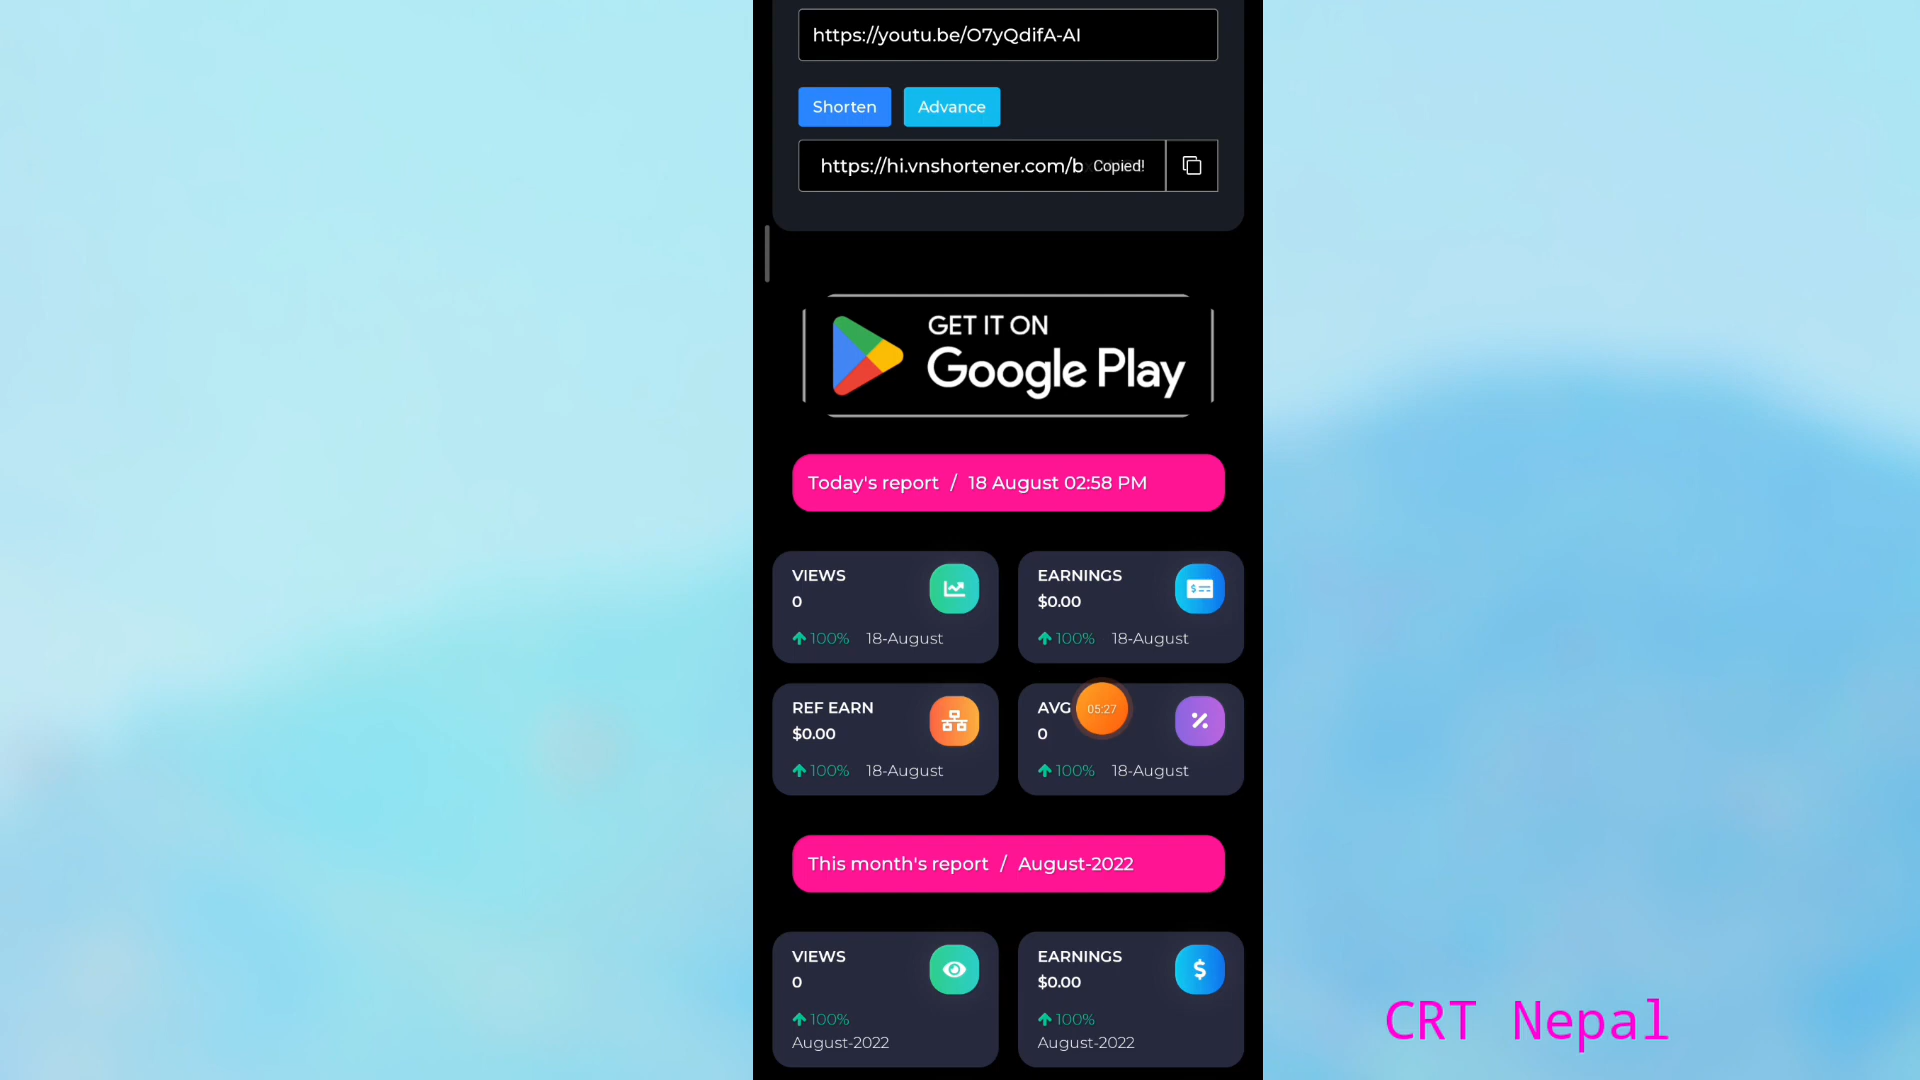 https://youtu.be/O7yQdifA-AI
Shorten Advance
https://hi.vnshortener.com/b Copied!
GET IT ON
Google Play
Today's report / 18 August 02:58 PM
VIEWS
0
100% 18-August
EARNINGS
$0.00
100% 18-August
REF EARN
$0.00
100% 18-August
AVG
05:27
0
100% 18-August
This month's report / August-2022
VIEWS
0
100%
August-2022
EARNINGS
$0.00
100%
August-2022
CRT Nepal